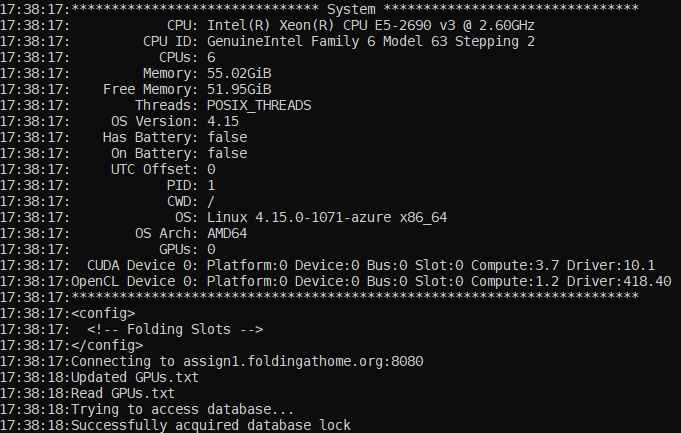 17:38:17:******************************* System ********************************
17:38:17:            CPU: Intel(R) Xeon(R) CPU E5-2690 v3 @ 2.60GHz
17:38:17:         CPU ID: GenuineIntel Family 6 Model 63 Stepping 2
17:38:17:           CPUs: 6
17:38:17:         Memory: 55.02GiB
17:38:17:    Free Memory: 51.95GiB
17:38:17:        Threads: POSIX_THREADS
17:38:17:     OS Version: 4.15
17:38:17:    Has Battery: false
17:38:17:     On Battery: false
17:38:17:     UTC Offset: 0
17:38:17:            PID: 1
17:38:17:            CWD: /
17:38:17:             OS: Linux 4.15.0-1071-azure x86_64
17:38:17:        OS Arch: AMD64
17:38:17:           GPUs: 0
17:38:17:  CUDA Device 0: Platform:0 Device:0 Bus:0 Slot:0 Compute:3.7 Driver:10.1
17:38:17:OpenCL Device 0: Platform:0 Device:0 Bus:0 Slot:0 Compute:1.2 Driver:418.40
17:38:17:***********************************************************************
17:38:17:<config>
17:38:17:  <!-- Folding Slots -->
17:38:17:</config>
17:38:17:Connecting to assign1.foldingathome.org:8080
17:38:18:Updated GPUs.txt
17:38:18:Read GPUs.txt
17:38:18:Trying to access database...
17:38:18:Successfully acquired database lock